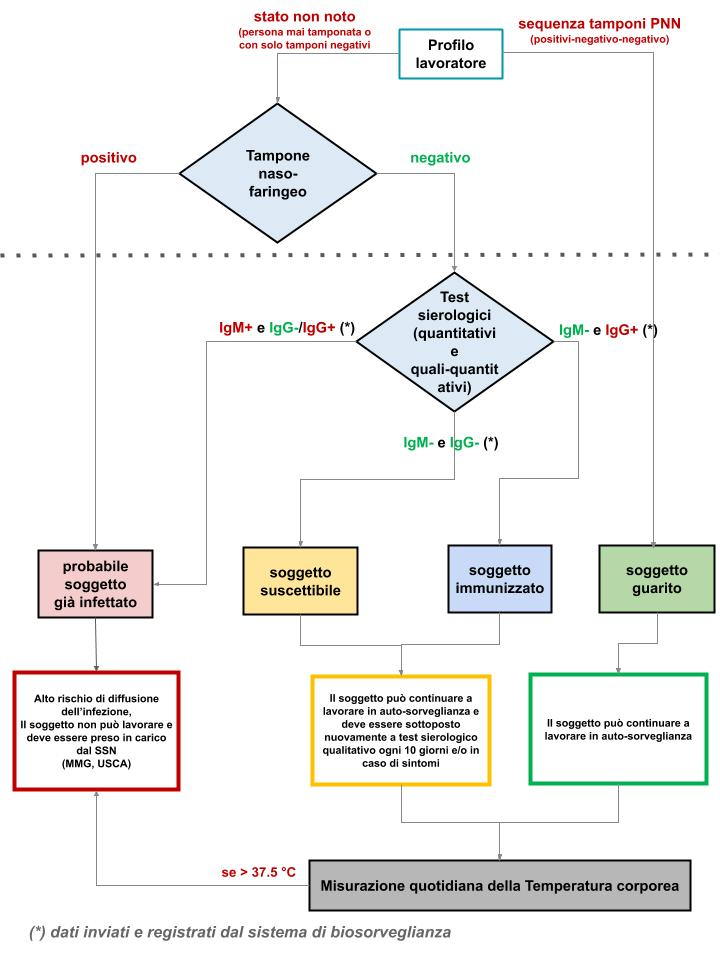 stato non noto
(persona mai tamponata o
con solo tamponi negativi
Profilo
lavoratore
sequenza tamponi PNN
(positivi-negativo-negativo)
positivo
Tampone
naso-
faringeo
negativo
IgM+ e IgG-/IgG+ (*)
Test
sierologici
(quantitativi
e
quali-quantit
ativi)
IgM- e IgG+ (*)
IgM- e IgG- (*)
probabile
soggetto
già infettato
soggetto
suscettibile
soggetto
immunizzato
soggetto
guarito
Alto rischio di diffusione
dell'infezione,
Il soggetto non può lavorare e
deve essere preso in carico
dal SSN
(MMG, USCA)
Il soggetto può continuare a
lavorare in auto-sorveglianza e
deve essere sottoposto
nuovamente a test sierologico
qualitativo ogni 10 giorni e/o in
caso di sintomi
Il soggetto può continuare a
lavorare in auto-sorveglianza
se > 37.5 °C
Misurazione quotidiana della Temperatura corporea
(*) dati inviati e registrati dal sistema di biosorveglianza